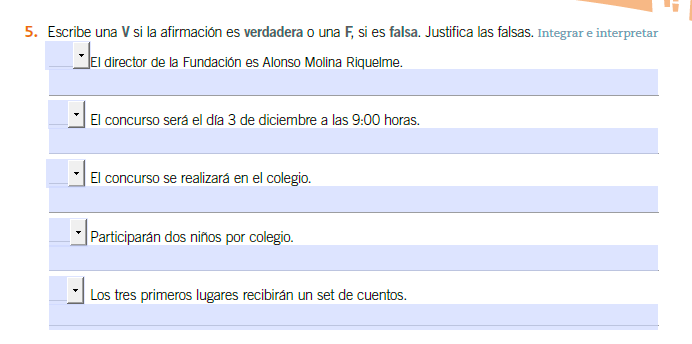 5. Escribe una V si la afirmación es verdadera o una F, si es falsa. Justifica las falsas. Integrar e interpretar
El director de la Fundación es Alonso Molina Riquelme.
El concurso será el día 3 de diciembre a las 9:00 horas.
El concurso se realizará en el colegio.
Participarán dos niños por colegio.
Los tres primeros lugares recibirán un set de cuentos.